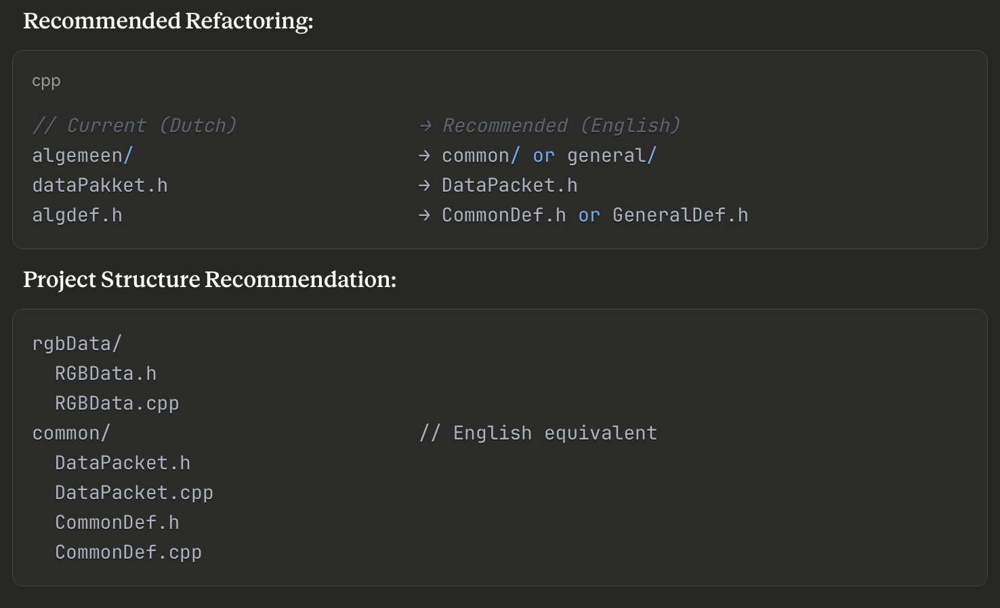 Recommended Refactoring:
cpp
// Current (Dutch) → Recommended (English)
algemeen/ → common/ or general/
dataPakket.h → DataPacket.h
algdef.h → CommonDef.h or GeneralDef.h
Project Structure Recommendation:
rgbData/
RGBData.h
RGBData.cpp
common/ // English equivalent
DataPacket.h
DataPacket.cpp
CommonDef.h
CommonDef.cpp